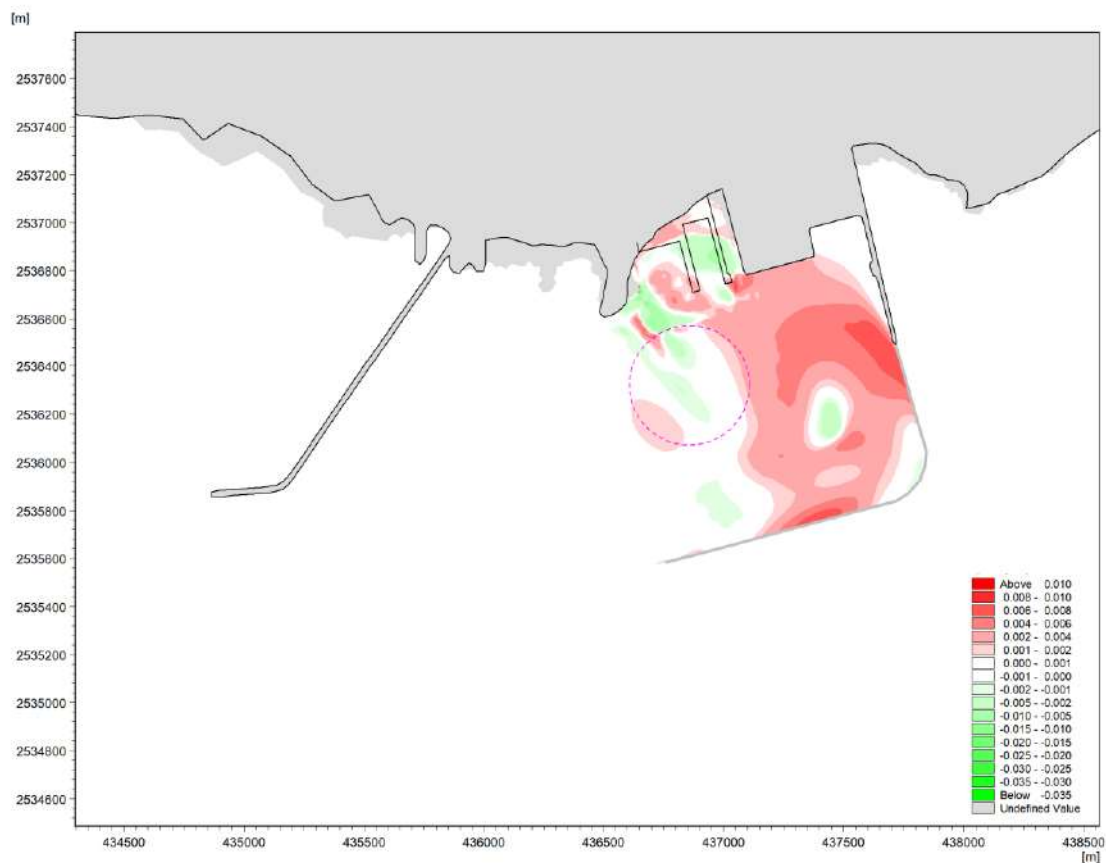 [m]
2537600
2537400
2537200
2537000
2536800
2536600
2536400
2536200
2536000
2535800
2535600
2535400
2535200
2535000
2534800
2534600
Above 0.010
0.008 - 0.010
0.006 - 0.008
0.004 - 0.006
0.002 - 0.004
0.001 - 0.002
0.000 - 0.001
-0.001 - 0.000
-0.002 - -0.001
-0.005 - -0.002
-0.010 - -0.005
-0.015 - -0.010
-0.020 - -0.015
-0.025 - -0.020
-0.030 - -0.025
-0.035 - -0.030
Below -0.035
Undefined Value
434500 435000 435500 436000 436500 437000 437500 438000 438500
[m]